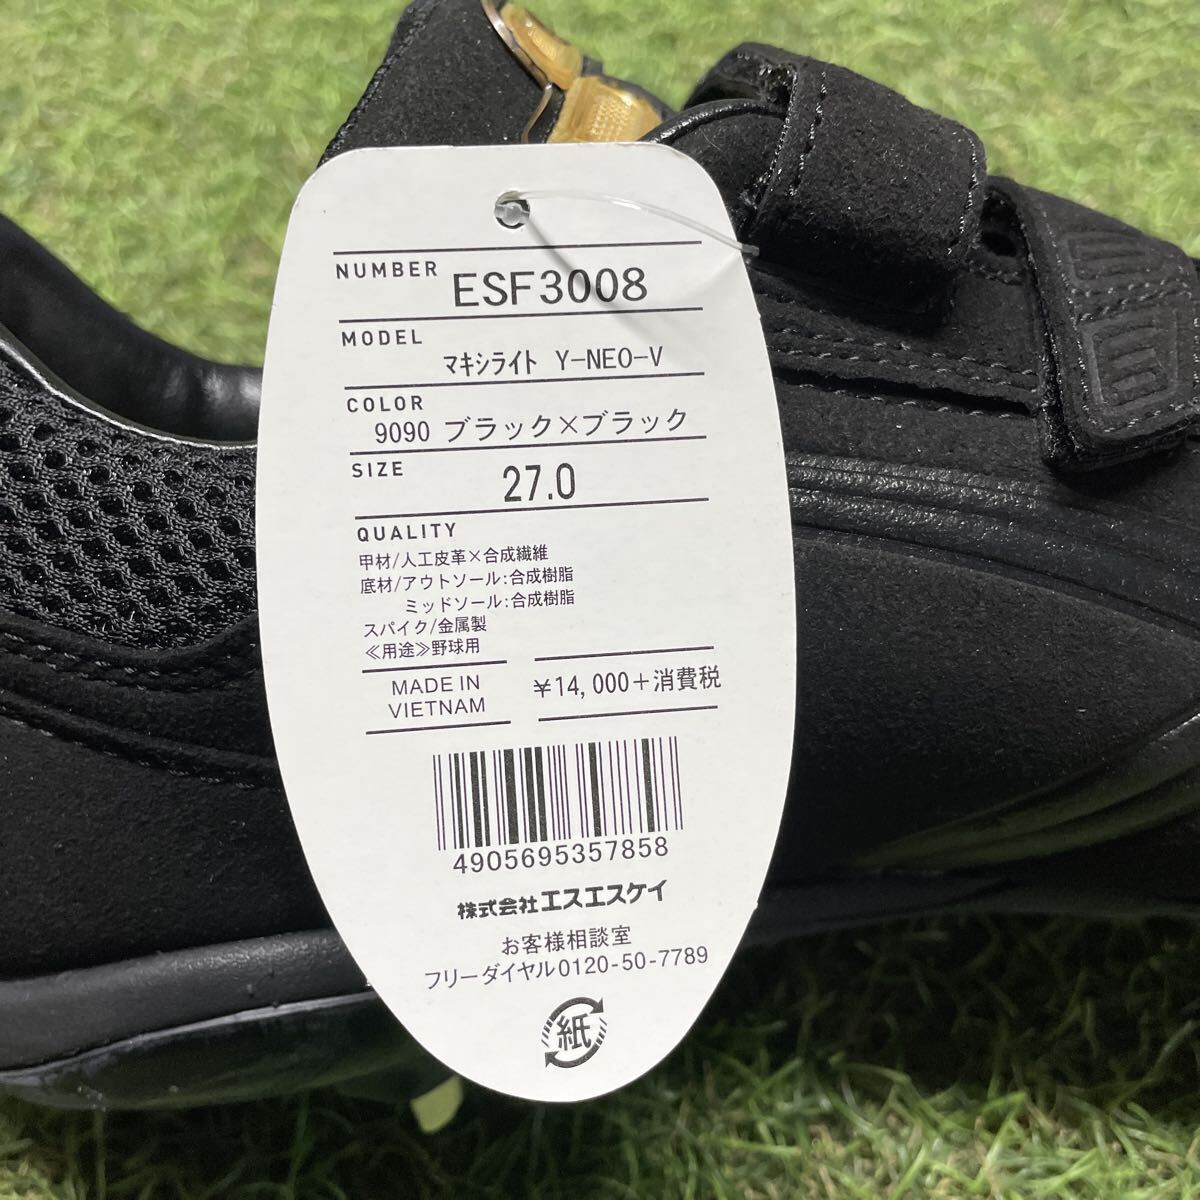 NUMBER ESF3008
MODEL マキシライト Y-NEO-V
COLOR 9090 ブラック×ブラック
SIZE 27.0
QUALITY
甲材/人工皮革×合成繊維
底材/アウトソール:合成樹脂
ミッドソール:合成樹脂
スパイク/金属製
≪用途≫野球用
MADE IN VIETNAM
¥14,000+消費税
4905695357858
株式会社エスエスケイ
お客様相談室
フリーダイヤル0120-50-7789
紙